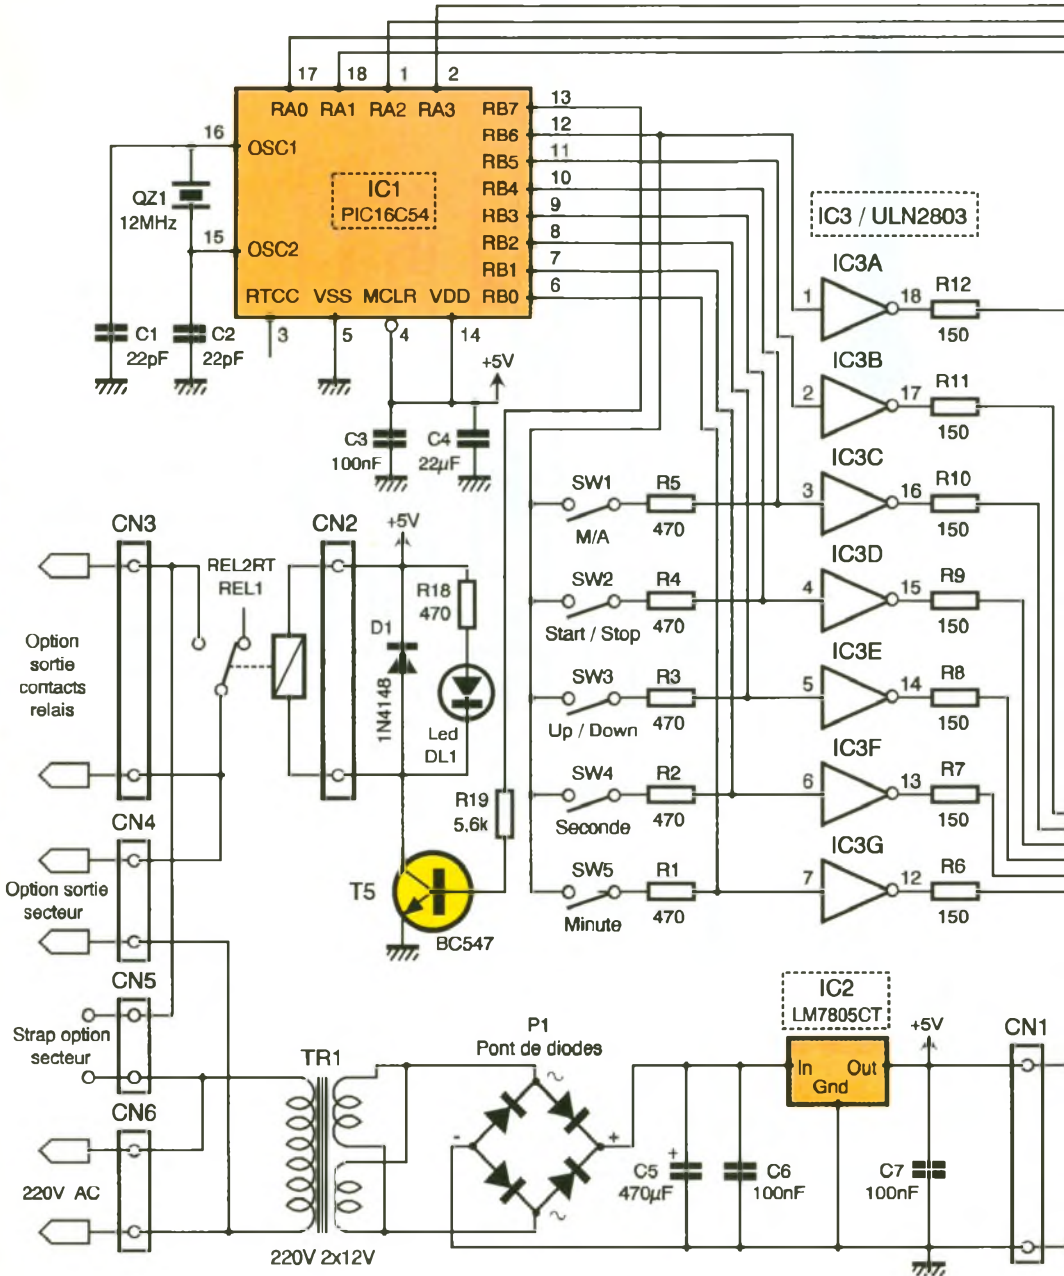 17 18 1 2
RA0 RA1 RA2 RA3
RB7 13
RB6 12
RB5 11
RB4 10
RB3 9
RB2 8
RB1 7
RB0 6
16 OSC1
QZ1
12MHz
15 OSC2
IC1
PIC16C54
RTCC VSS MCLR VDD
3 5 4 14
C1
22pF
C2
22pF
+5V
C3
100nF
C4
22µF
IC3 / ULN2803
IC3A
1 18 R12
150
IC3B
2 17 R11
150
IC3C
3 16 R10
150
IC3D
4 15 R9
150
IC3E
5 14 R8
150
IC3F
6 13 R7
150
IC3G
7 12 R6
150
SW1 R5
M/A 470
SW2 R4
Start / Stop 470
SW3 R3
Up / Down 470
SW4 R2
Seconde 470
SW5 R1
Minute 470
CN3
REL2RT
REL1
CN2
+5V
R18
470
D1
1N4148
Led
DL1
R19
5,6k
T5
BC547
Option
sortie
contacts
relais
CN4
Option sortie
secteur
CN5
Strap option
secteur
CN6
220V AC
TR1
220V 2x12V
P1
Pont de diodes
~
- +
~
+
C5
470µF
C6
100nF
IC2
LM7805CT
In Out
Gnd
+5V
C7
100nF
CN1